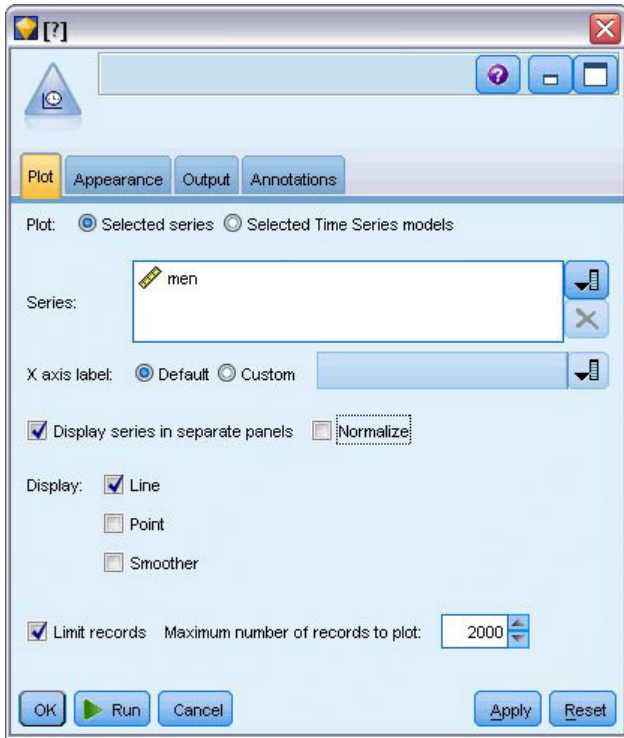 [?]
?
Plot Appearance Output Annotations
Plot: Selected series Selected Time Series models
Series: men
X axis label: Default Custom
Display series in separate panels Normalize
Display: Line
Point
Smoother
Limit records Maximum number of records to plot: 2000
OK Run Cancel Apply Reset